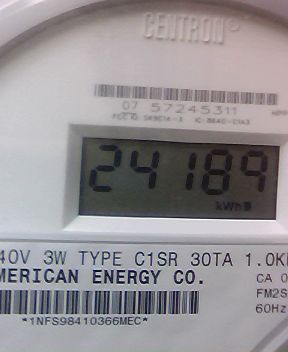 CENTRON®
07 57245311
24189
kWh
40V 3W TYPE C1SR 30TA 1.0K
MERICAN ENERGY CO.
CA 0
FM2S
60Hz
*1NFS98410366MEC*